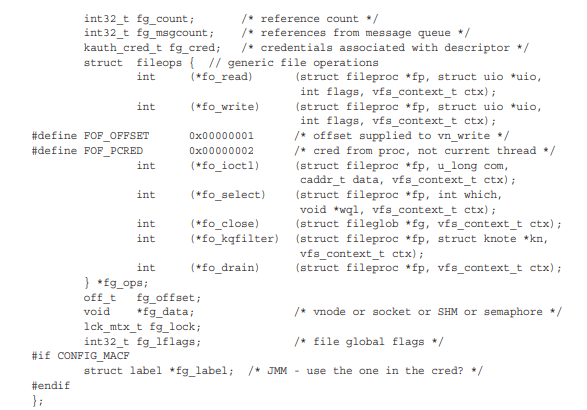 int32_t fg_count; /* reference count */
int32_t fg_msgcount; /* references from message queue */
kauth_cred_t fg_cred; /* credentials associated with descriptor */
struct fileops { // generic file operations
int (*fo_read) (struct fileproc *fp, struct uio *uio,
int flags, vfs_context_t ctx);
int (*fo_write) (struct fileproc *fp, struct uio *uio,
int flags, vfs_context_t ctx);
#define FOF_OFFSET 0x00000001 /* offset supplied to vn_write */
#define FOF_PCRED 0x00000002 /* cred from proc, not current thread */
int (*fo_ioctl) (struct fileproc *fp, u_long com,
caddr_t data, vfs_context_t ctx);
int (*fo_select) (struct fileproc *fp, int which,
void *wql, vfs_context_t ctx);
int (*fo_close) (struct fileglob *fg, vfs_context_t ctx);
int (*fo_kqfilter) (struct fileproc *fp, struct knote *kn,
vfs_context_t ctx);
int (*fo_drain) (struct fileproc *fp, vfs_context_t ctx);
} *fg_ops;
off_t fg_offset;
void *fg_data; /* vnode or socket or SHM or semaphore */
lck_mtx_t fg_lock;
int32_t fg_lflags; /* file global flags */
#if CONFIG_MACF
struct label *fg_label; /* JMM - use the one in the cred? */
#endif
};